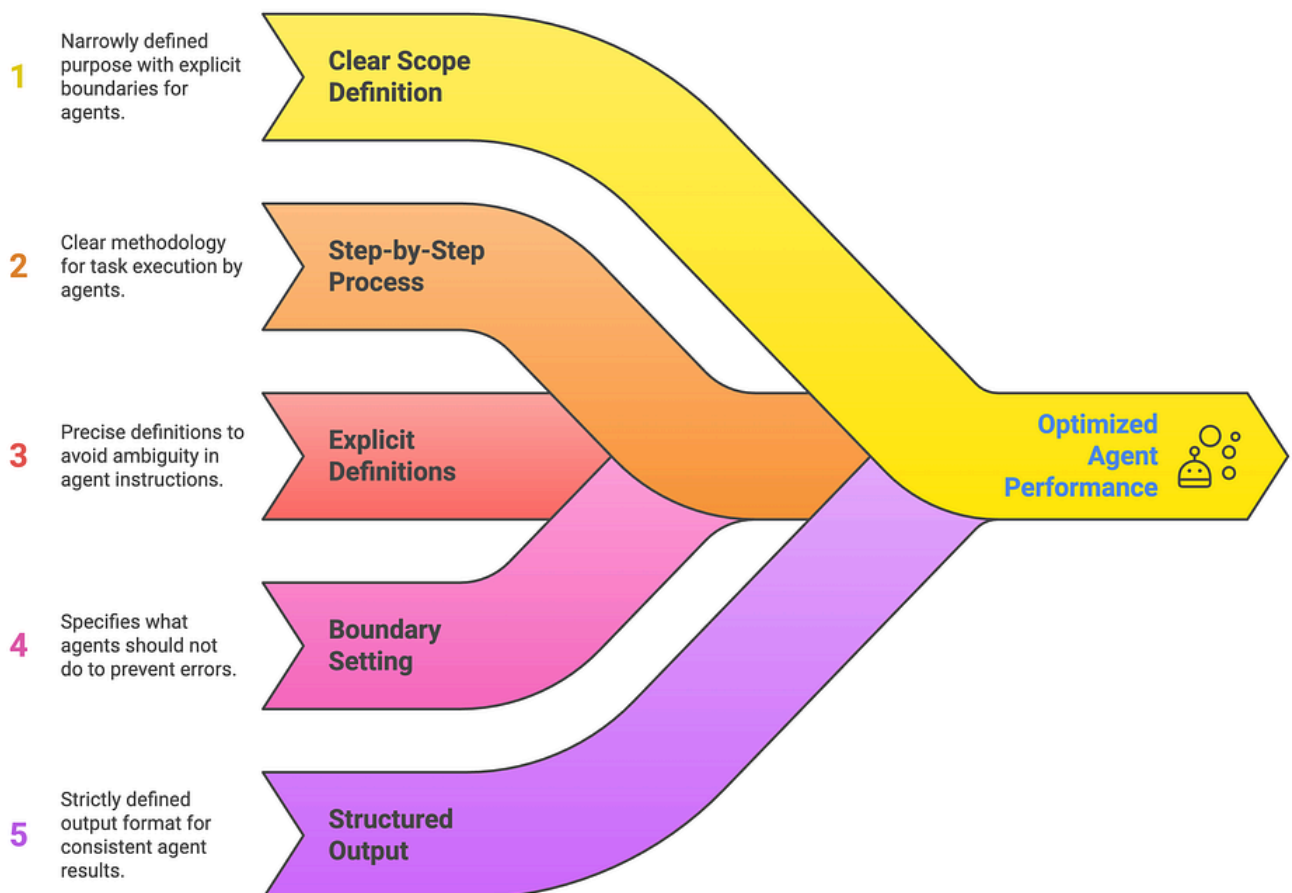 1
Narrowly defined
purpose with explicit
boundaries for
agents.
Clear Scope
Definition
2
Clear methodology
for task execution by
agents.
Step-by-Step
Process
3
Precise definitions to
avoid ambiguity in
agent instructions.
Explicit
Definitions
Optimized
Agent
Performance
4
Specifies what
agents should not
do to prevent errors.
Boundary
Setting
5
Strictly defined
output format for
consistent agent
results.
Structured
Output